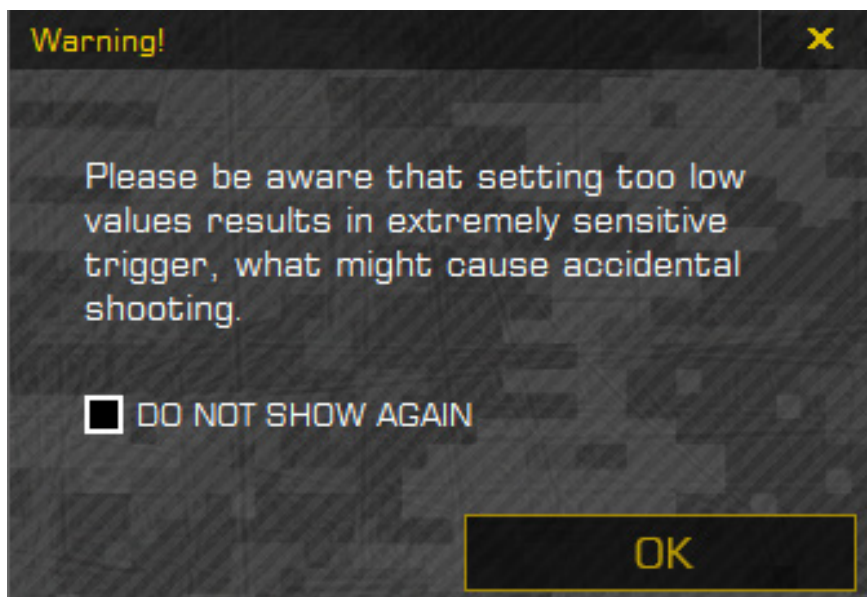 Warning!
Please be aware that setting too low
values results in extremely sensitive
trigger, what might cause accidental
shooting.
DO NOT SHOW AGAIN
OK